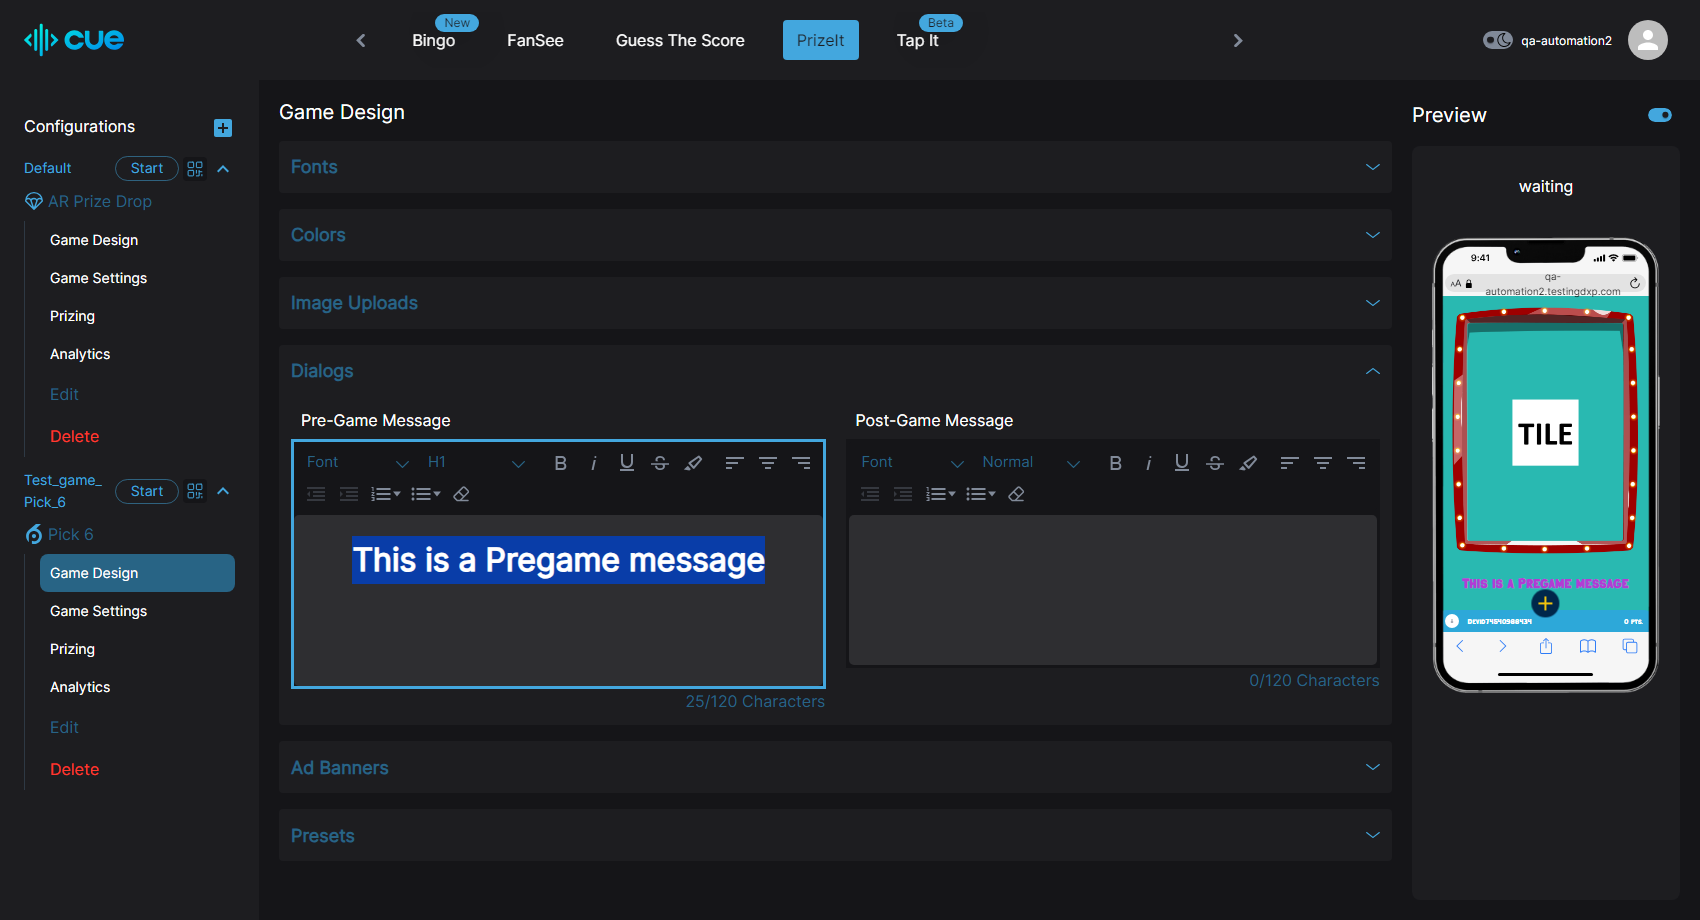 cue
Bingo
New
FanSee
Guess The Score
PrizeIt
Tap It
Beta
qa-automation2
Configurations
Default
Start
AR Prize Drop
Game Design
Game Settings
Prizing
Analytics
Edit
Delete
Test_game_
Pick_6
Start
Pick 6
Game Design
Game Settings
Prizing
Analytics
Edit
Delete
Game Design
Fonts
Colors
Image Uploads
Dialogs
Pre-Game Message
Font
H1
B i U S
This is a Pregame message
25/120 Characters
Post-Game Message
Font
Normal
B i U S
0/120 Characters
Ad Banners
Presets
Preview
waiting
9:41
AA
qa-
automation2.testingdxp.com
TILE
This is a Pregame message
0 PTS.